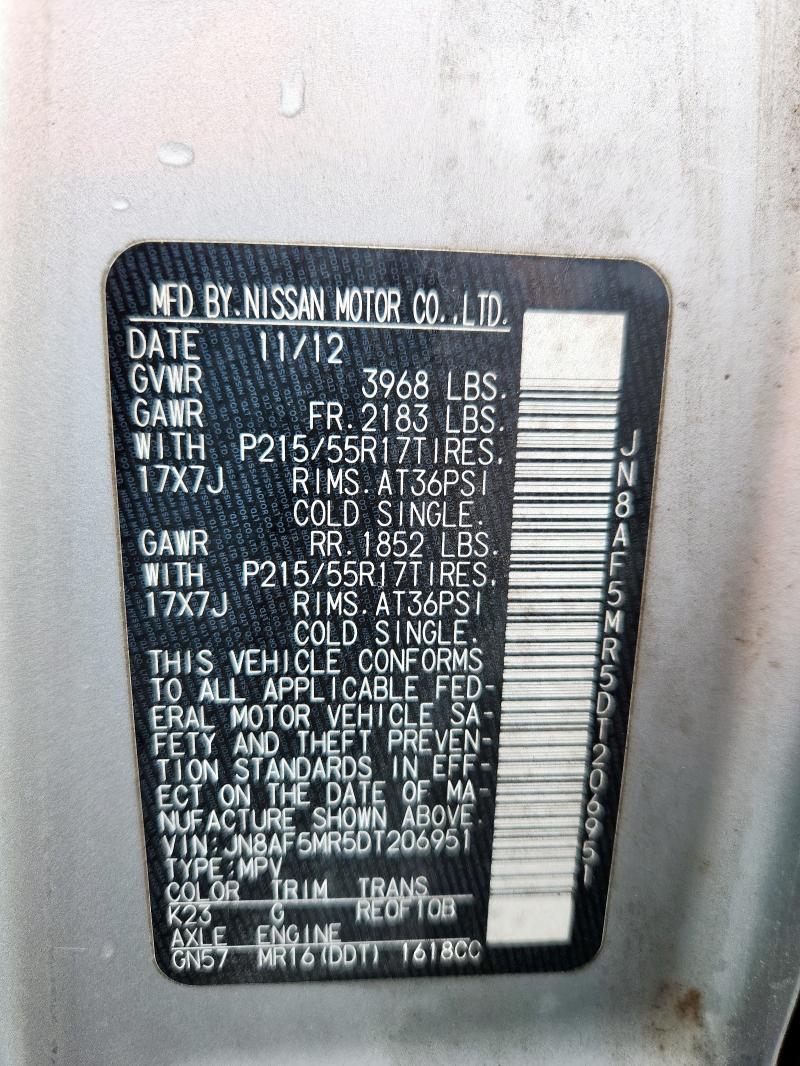 MFD BY.NISSAN MOTOR CO.,LTD.
DATE 11/12
GVWR 3968 LBS.
GAWR FR.2183 LBS.
WITH P215/55R17TIRES,
17X7J RIMS.AT36PSI
COLD SINGLE.
GAWR RR.1852 LBS.
WITH P215/55R17TIRES,
17X7J RIMS.AT36PSI
COLD SINGLE.
THIS VEHICLE CONFORMS
TO ALL APPLICABLE FED-
ERAL MOTOR VEHICLE SA-
FETY AND THEFT PREVEN-
TION STANDARDS IN EFF-
ECT ON THE DATE OF MA-
NUFACTURE SHOWN ABOVE.
VIN:JN8AF5MR5DT206951
TYPE:MPV
COLOR TRIM TRANS
K23 G RE0F10B
AXLE ENGINE
GN57 MR16(DDT) 1618CC
JN8AF5MR5DT206951